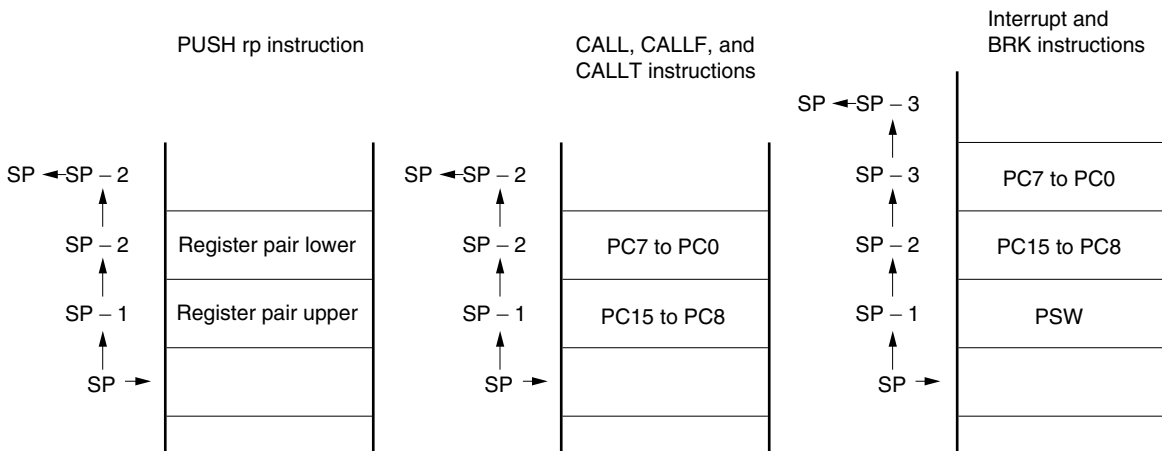 PUSH rp instruction
SP ← SP – 2
SP – 2
Register pair lower
SP – 1
Register pair upper
SP →
CALL, CALLF, and
CALLT instructions
SP ← SP – 2
SP – 2
PC7 to PC0
SP – 1
PC15 to PC8
SP →
Interrupt and
BRK instructions
SP ← SP – 3
SP – 3
PC7 to PC0
SP – 2
PC15 to PC8
SP – 1
PSW
SP →